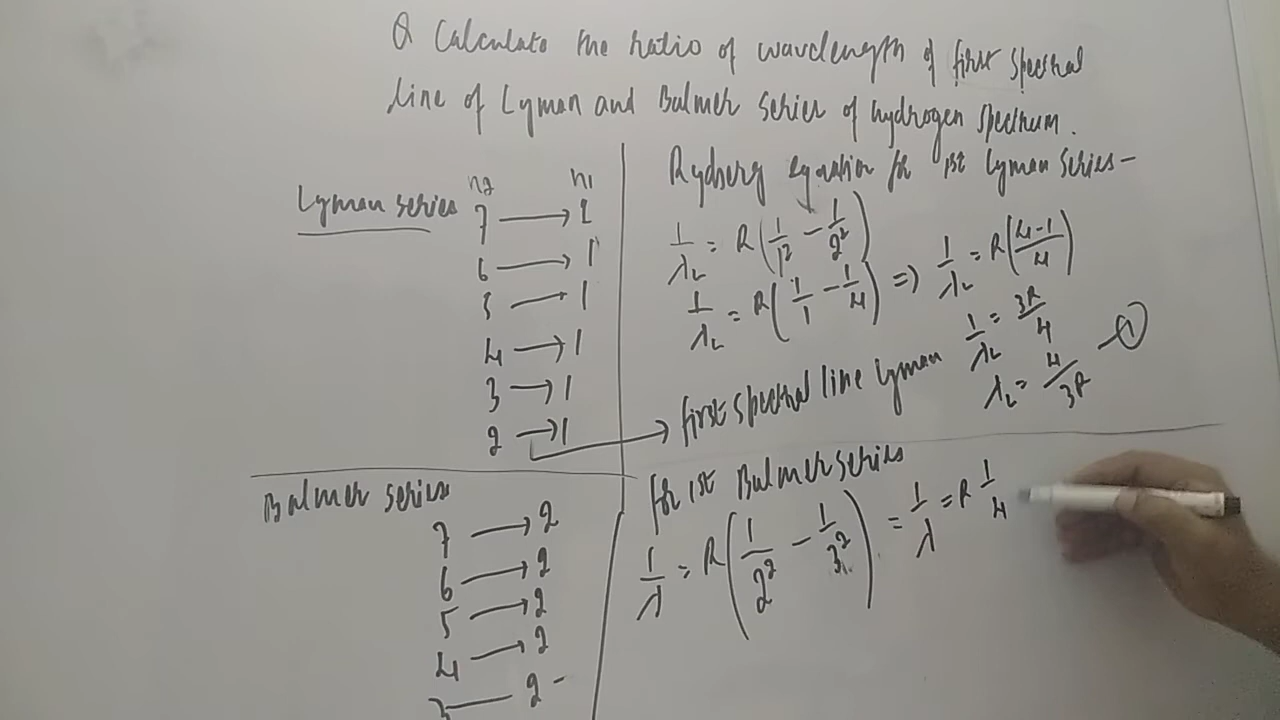 Q Calculate the ratio of wavelength of first spectral
line of Lyman and Balmer series of hydrogen spectrum.
Lyman series
n2 n1
7 → 1
6 → 1
5 → 1
4 → 1
3 → 1
2 → 1
→ first spectral line Lyman
Rydberg equation for 1st Lyman series –
1/λL = R(1/1² – 1/2²)
1/λL = R(1/1 – 1/4) => 1/λL = R(4-1/4)
1/λL = 3R/4
λL = 4/3R – ①
Balmer series
7 → 2
6 → 2
5 → 2
4 → 2
3 — 2 –
for 1st Balmer series
1/λ = R(1/2² – 1/3²) = 1/λ = R 1/4